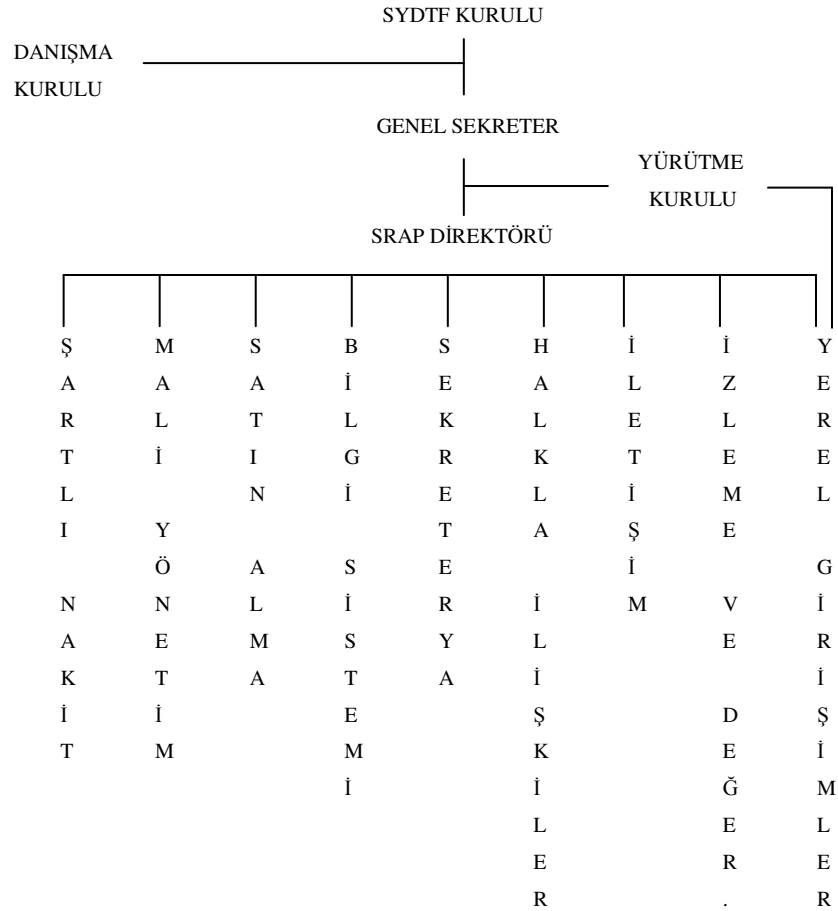 SYDTF KURULU
DANIŞMA
KURULU
GENEL SEKRETER
YÜRÜTME
KURULU
SRAP DİREKTÖRÜ
ŞARTLI NAKİT
MALİ YÖNETİM
SATIN ALMA
BİLGİ SİSTEMİ
SEKRETERYA
HALKLA İLİŞKİLER
İLETİŞİM
İZLEME VE DEĞER.
YEREL GİRİŞİMLER